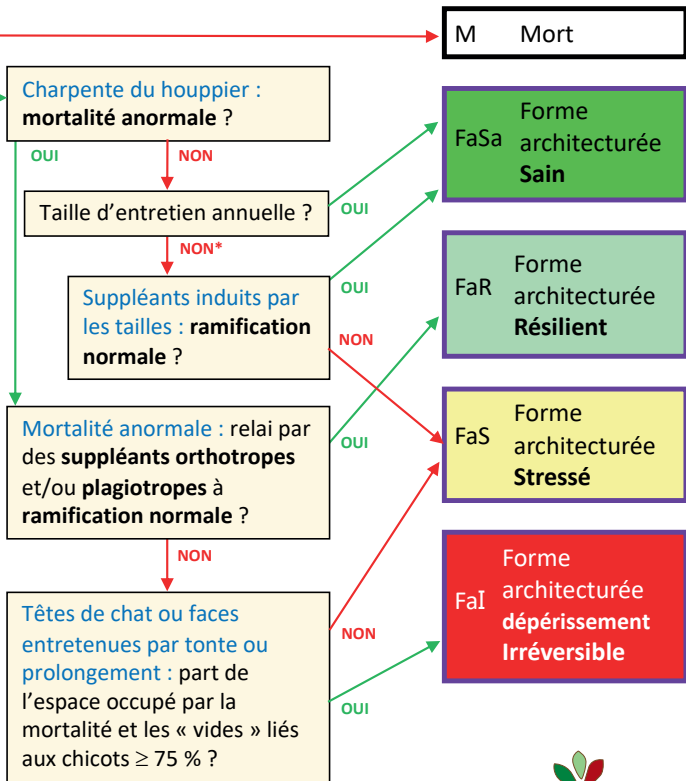 M Mort
Charpente du houppier :
mortalité anormale ?
OUI
NON
FaSa
Forme
architecturée
Sain
Taille d'entretien annuelle ?
OUI
NON*
Suppléants induits par
les tailles : ramification
normale ?
OUI
NON
FaR
Forme
architecturée
Résilient
Mortalité anormale : relai par
des suppléants orthotropes
et/ou plagiotropes à
ramification normale ?
OUI
NON
FaS
Forme
architecturée
Stressé
Têtes de chat ou faces
entretenues par tonte ou
prolongement : part de
l'espace occupé par la
mortalité et les « vides » liés
aux chicots ≥ 75 % ?
NON
OUI
FaI
Forme
architecturée
dépérissement
Irréversible